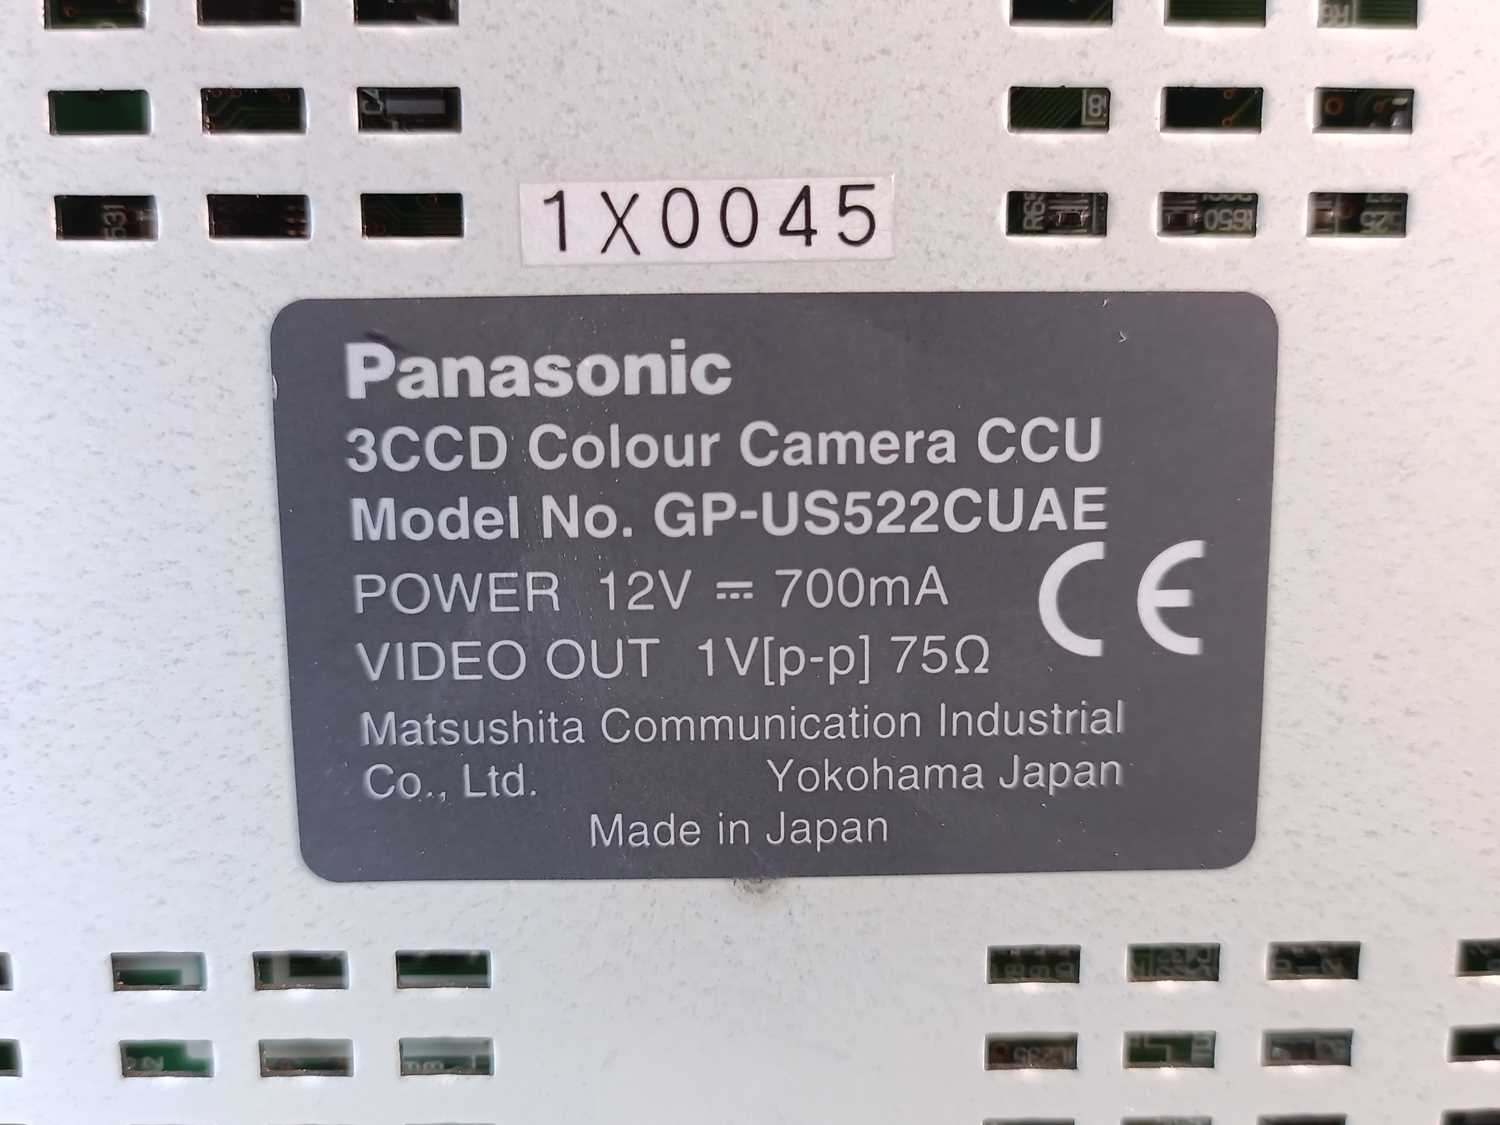 1X0045
Panasonic
3CCD Colour Camera CCU
Model No. GP-US522CUAE
POWER 12V ⎓ 700mA
CE
VIDEO OUT 1V[p-p] 75Ω
Matsushita Communication Industrial
Co., Ltd. Yokohama Japan
Made in Japan